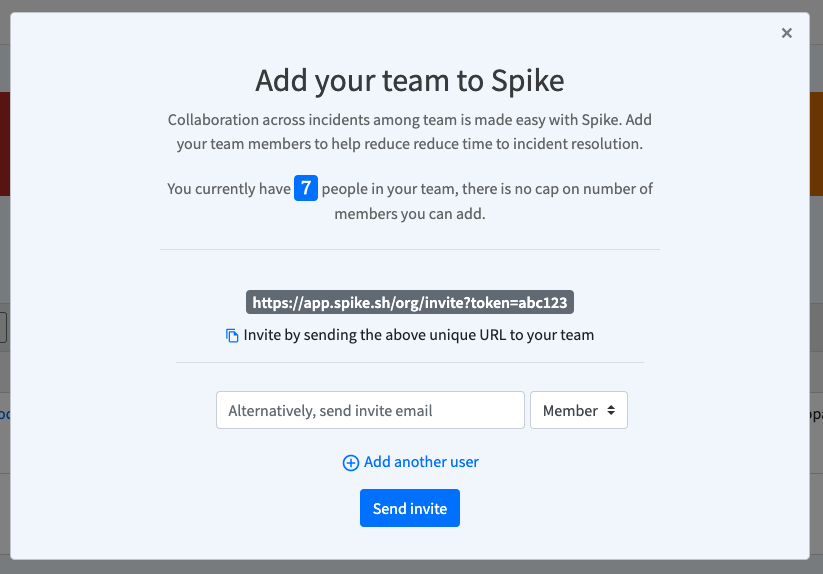 ×
Add your team to Spike
Collaboration across incidents among team is made easy with Spike. Add
your team members to help reduce reduce time to incident resolution.
You currently have 7 people in your team, there is no cap on number of
members you can add.
https://app.spike.sh/org/invite?token=abc123
Invite by sending the above unique URL to your team
Alternatively, send invite email
Member
Add another user
Send invite